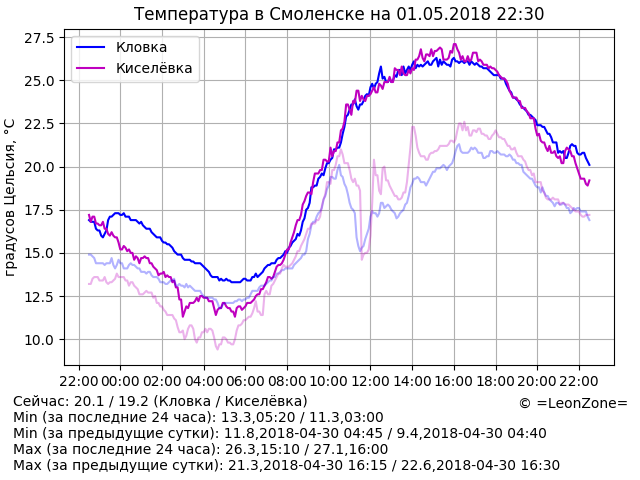 Температура в Смоленске на 01.05.2018 22:30
27.5
25.0
22.5
20.0
17.5
15.0
12.5
10.0
градусов Цельсия, °C
Кловка
Киселёвка
22:00 00:00 02:00 04:00 06:00 08:00 10:00 12:00 14:00 16:00 18:00 20:00 22:00
Сейчас: 20.1 / 19.2 (Кловка / Киселёвка)
© =LeonZone=
Min (за последние 24 часа): 13.3,05:20 / 11.3,03:00
Min (за предыдущие сутки): 11.8,2018-04-30 04:45 / 9.4,2018-04-30 04:40
Max (за последние 24 часа): 26.3,15:10 / 27.1,16:00
Max (за предыдущие сутки): 21.3,2018-04-30 16:15 / 22.6,2018-04-30 16:30